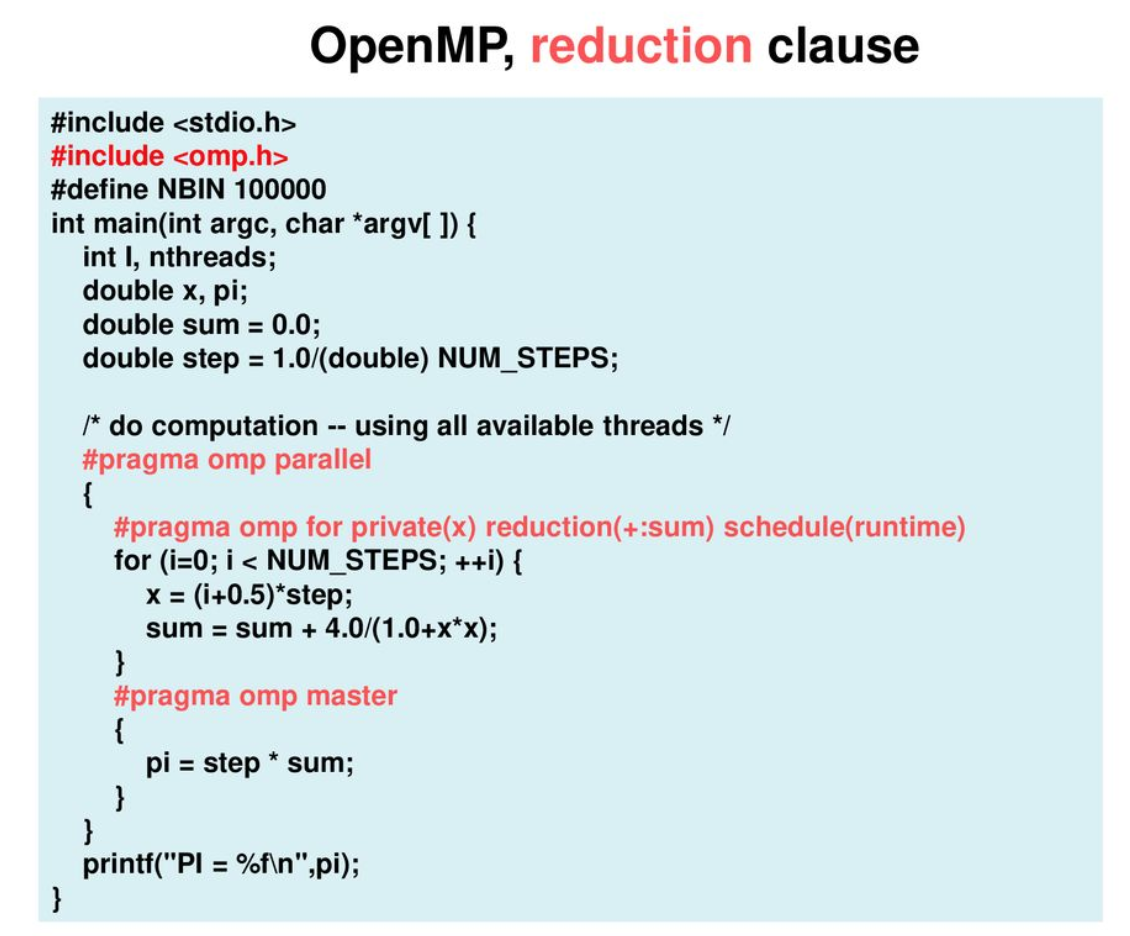 OpenMP, reduction clause
#include <stdio.h>
#include <omp.h>
#define NBIN 100000
int main(int argc, char *argv[ ]) {
int I, nthreads;
double x, pi;
double sum = 0.0;
double step = 1.0/(double) NUM_STEPS;
/* do computation -- using all available threads */
#pragma omp parallel
{
#pragma omp for private(x) reduction(+:sum) schedule(runtime)
for (i=0; i < NUM_STEPS; ++i) {
x = (i+0.5)*step;
sum = sum + 4.0/(1.0+x*x);
}
#pragma omp master
{
pi = step * sum;
}
}
printf("PI = %f\n",pi);
}